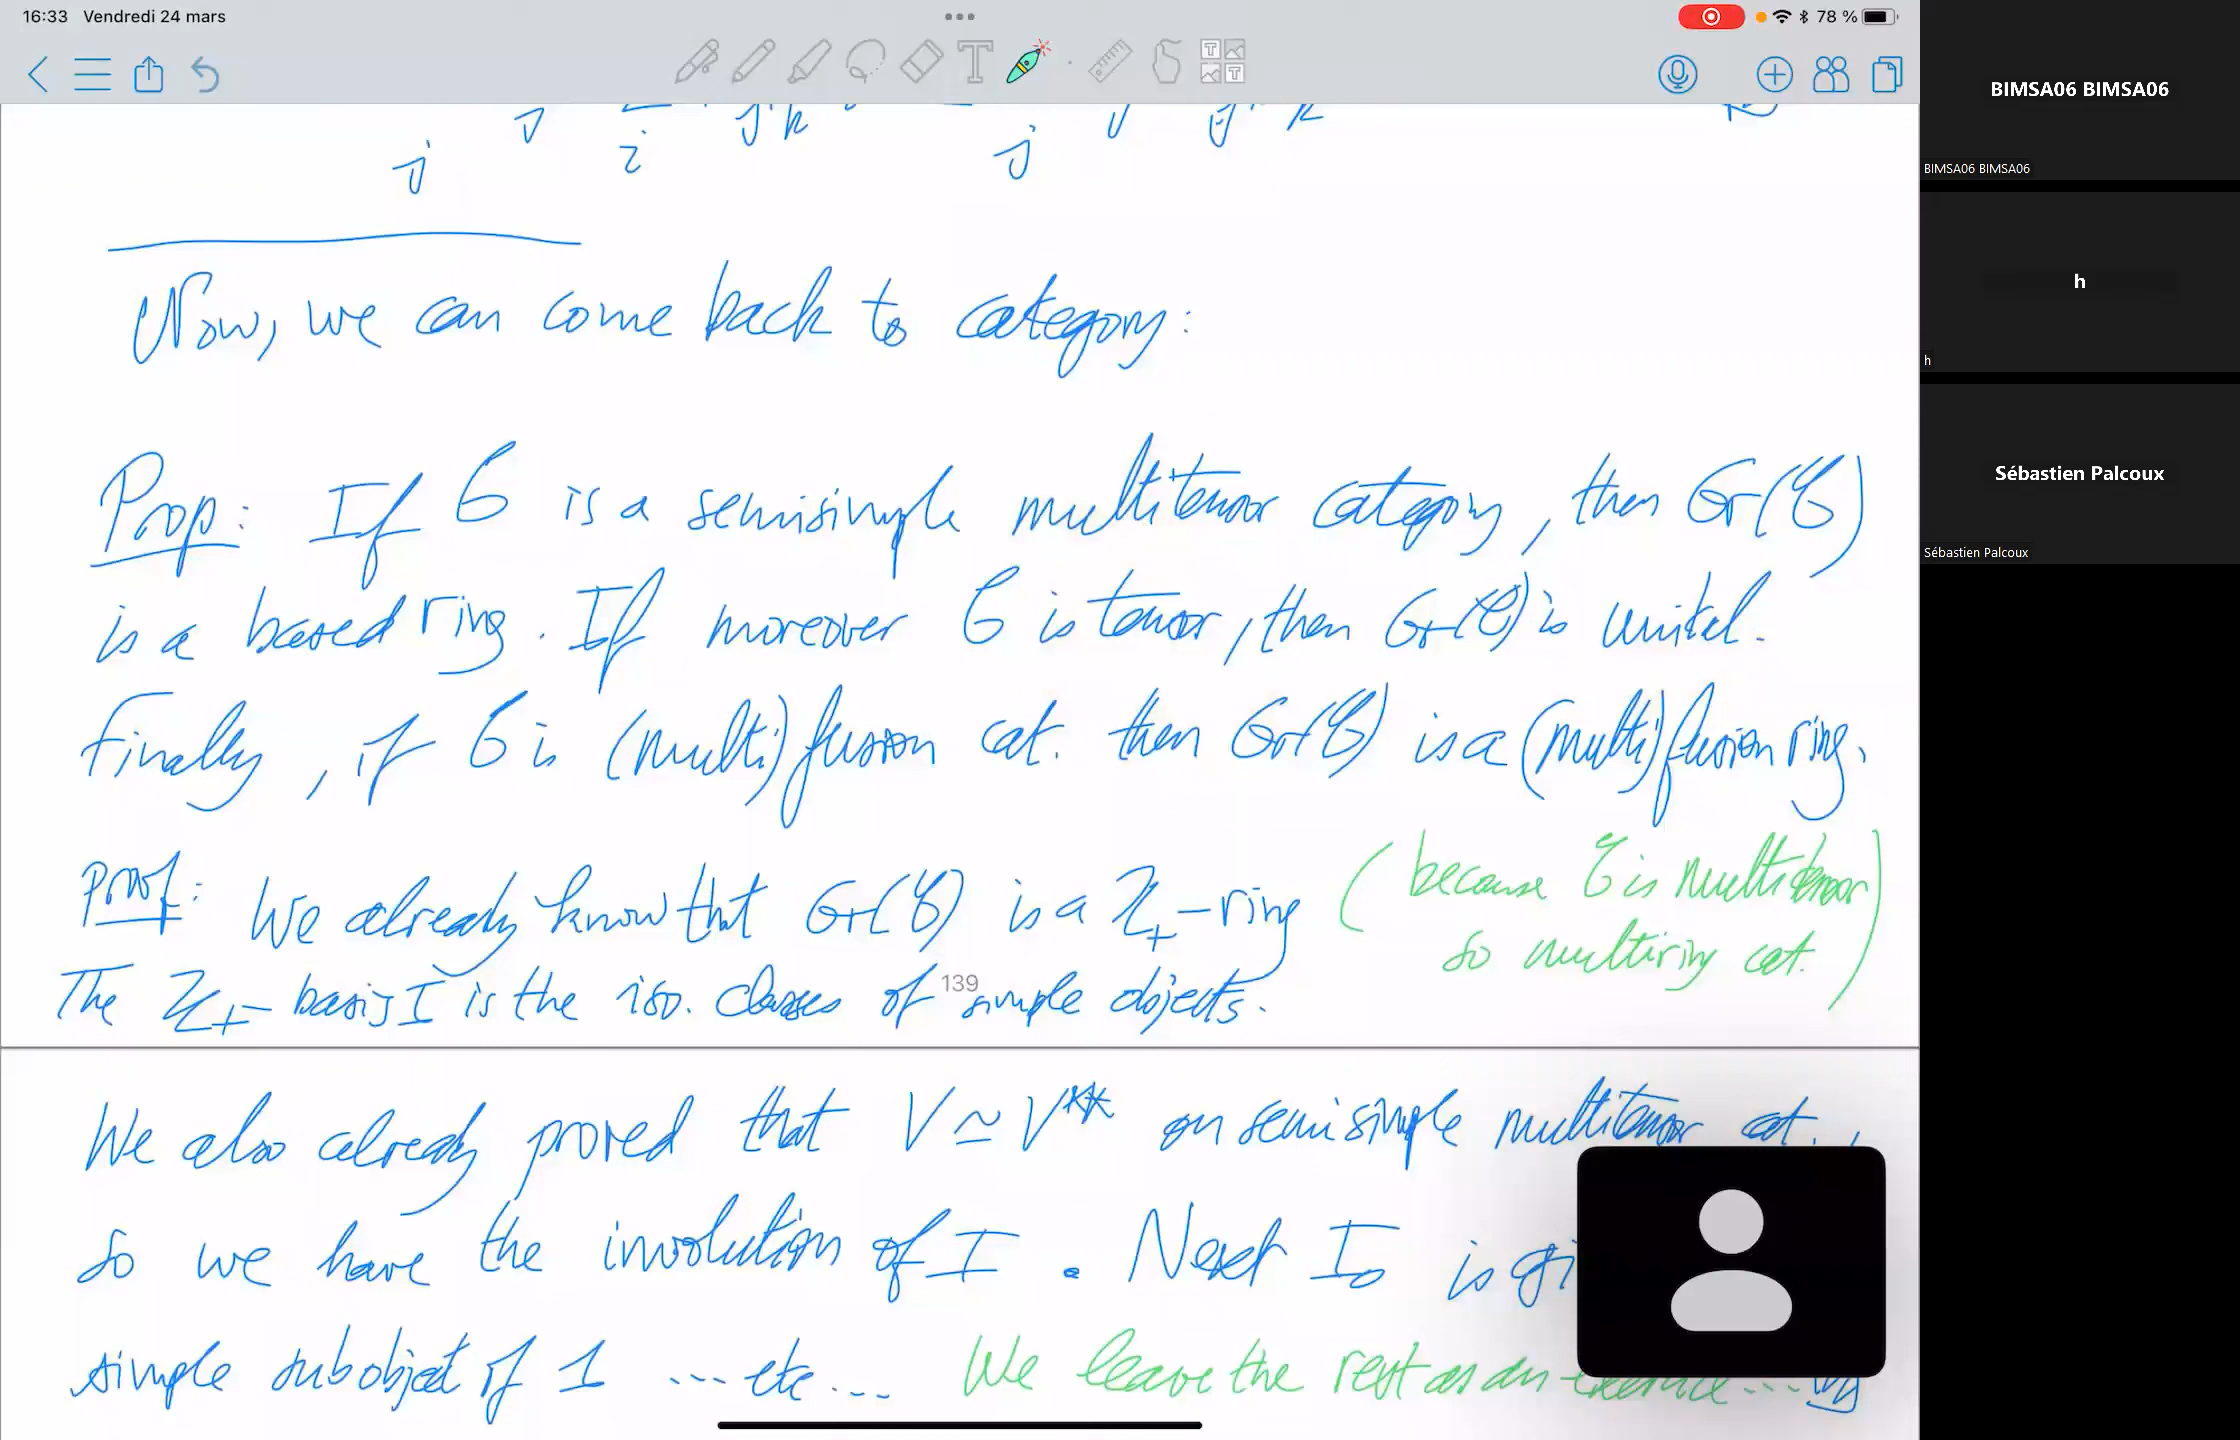 16:33 Vendredi 24 mars
78 %
j i jk j j k
Now, we can come back to category:
Prop: If 𝒞 is a semisimple multitensor category, then Gr(𝒞)
is a based ring. If moreover 𝒞 is tensor, then Gr(𝒞) is unital.
Finally, if 𝒞 is (multi)fusion cat. then Gr(𝒞) is a (multi)fusion ring.
Proof: We already know that Gr(𝒞) is a ℤ₊-ring (because 𝒞 is multitensor
so multiring cat.)
The ℤ₊-basis I is the iso. classes of simple objects.
139
We also already proved that V ≃ V** on semisimple multitensor cat.,
so we have the involution of I. Next I₀ is gi
simple subobject of 1 ... etc... We leave the rest as an exercice...
BIMSA06 BIMSA06
BIMSA06 BIMSA06
h
h
Sébastien Palcoux
Sébastien Palcoux